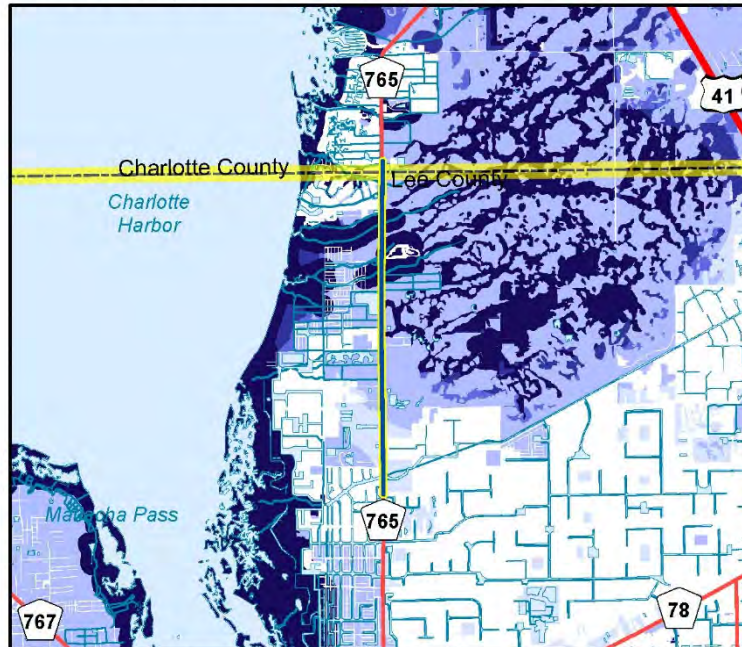 765
41
Charlotte County
Lee County
Charlotte
Harbor
Matlacha Pass
765
78
767